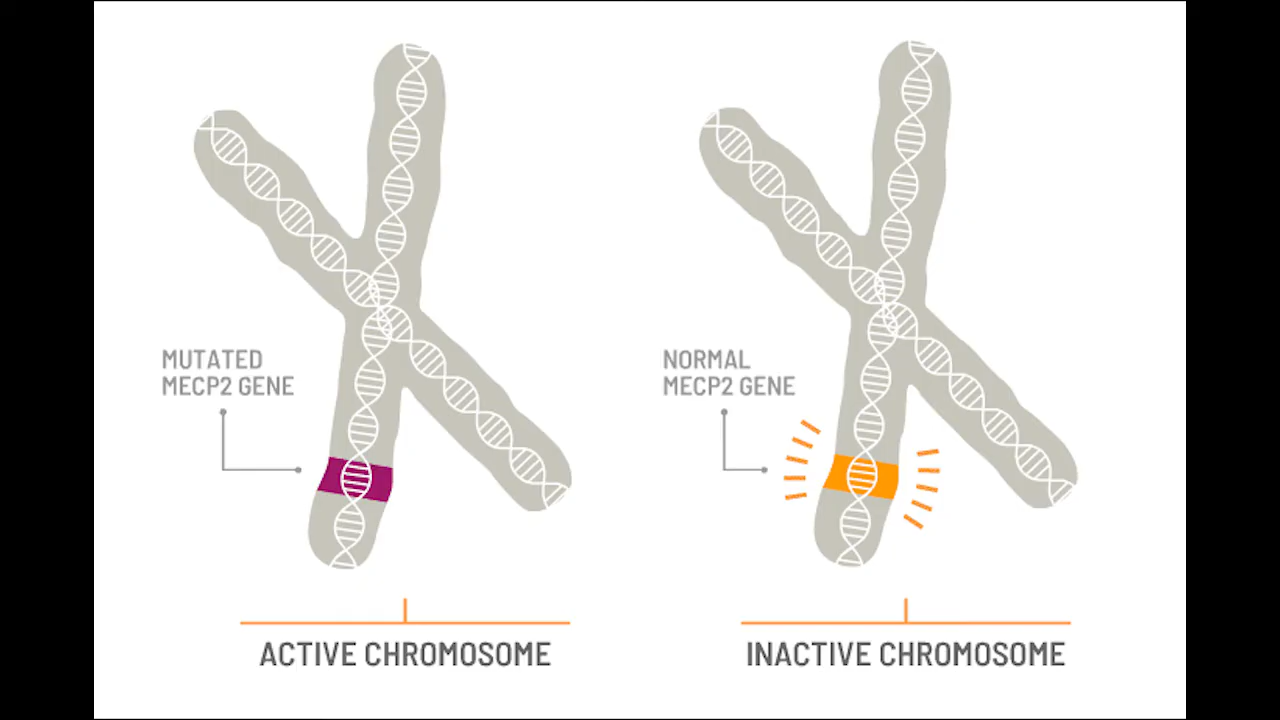 MUTATED
MECP2 GENE
NORMAL
MECP2 GENE
ACTIVE CHROMOSOME
INACTIVE CHROMOSOME